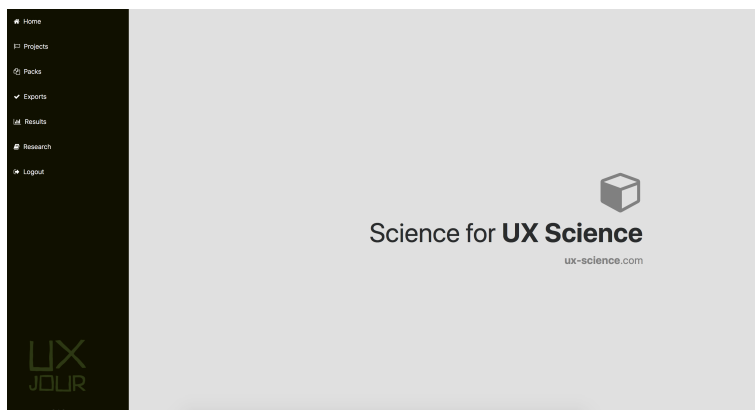 Home
Projects
Packs
Exports
Results
Research
Logout
Science for UX Science
ux-science.com
UX
JOUR